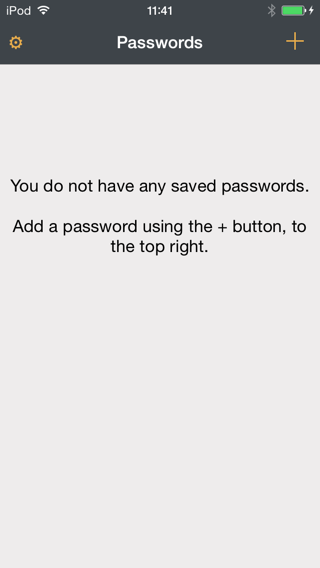 iPod 11:41
Passwords
You do not have any saved passwords.
Add a password using the + button, to
the top right.